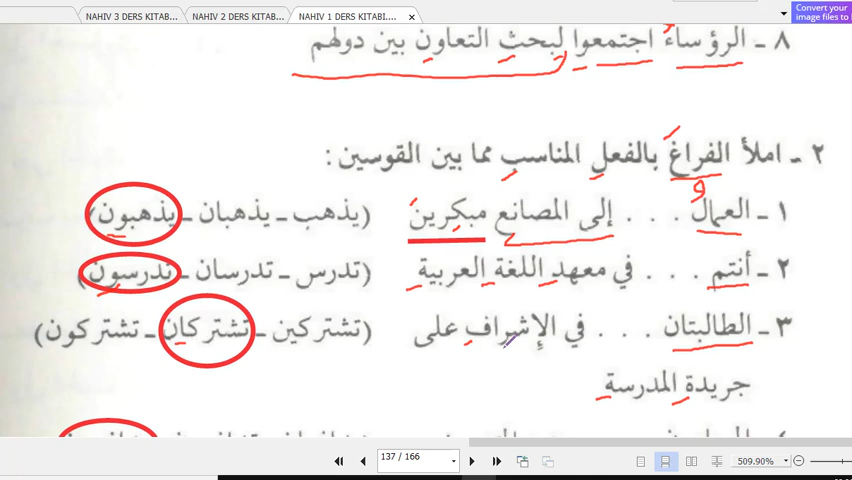 NAHIV 3 DERS KITAB...
NAHIV 2 DERS KITABI...
NAHIV 1 DERS KITABI....
Convert your
image files to
٨ ـ الرؤساءُ اجتمعوا لبحثِ التعاونِ بين دولهم
٢ ـ املأ الفراغَ بالفعلِ المناسبِ مما بين القوسين :
١ ـ العمالُ . . . إلى المصانعِ مبكرينَ (يذهب ـ يذهبان ـ يذهبون)
٢ ـ أنتم . . . في معهد اللغة العربية (تدرس ـ تدرسان ـ تدرسون)
٣ ـ الطالبتان . . . في الإِشراف على (تشتركين ـ تشتركان ـ تشتركون)
جريدة المدرسة
137 / 166
509.90%